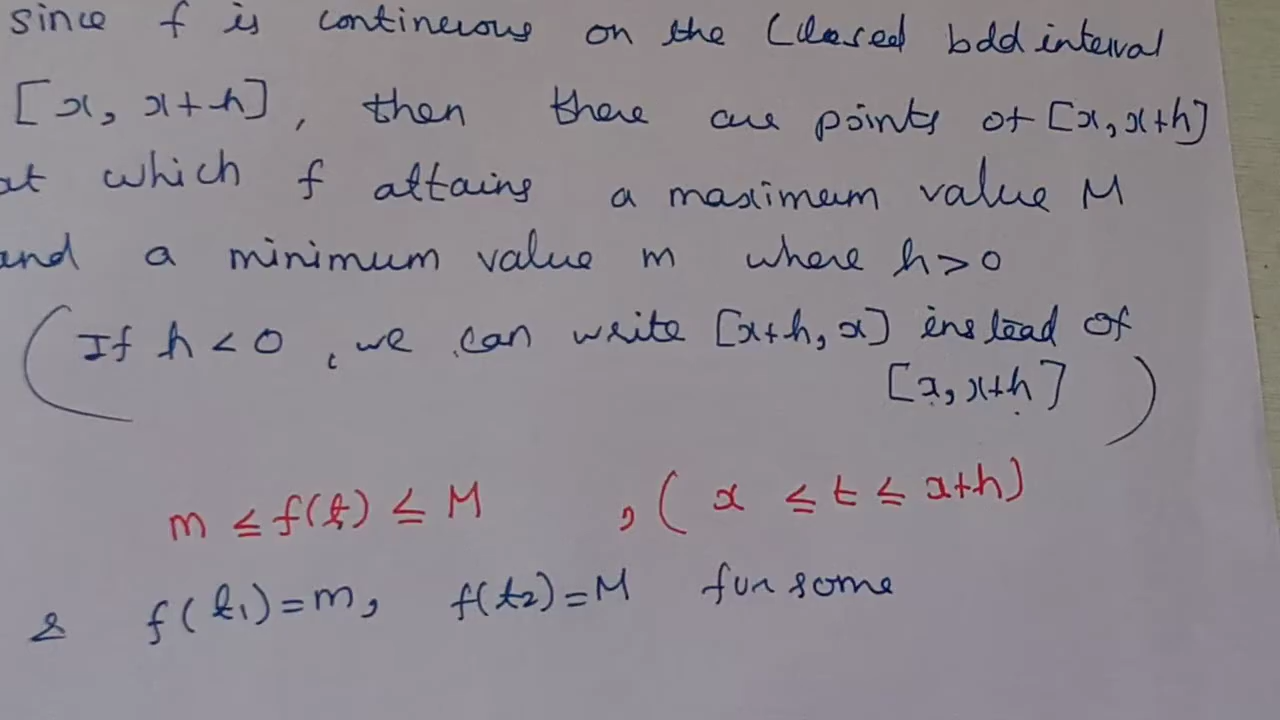 since f is continuous on the closed bdd interval
[x, x+h], then there are points of [x, x+h]
at which f attains a maximum value M
and a minimum value m where h>0
(If h<0, we can write [x+h, x] instead of
[x, x+h])
m ≤ f(t) ≤ M , (x ≤ t ≤ x+h)
& f(t₁)=m, f(t₂)=M for some